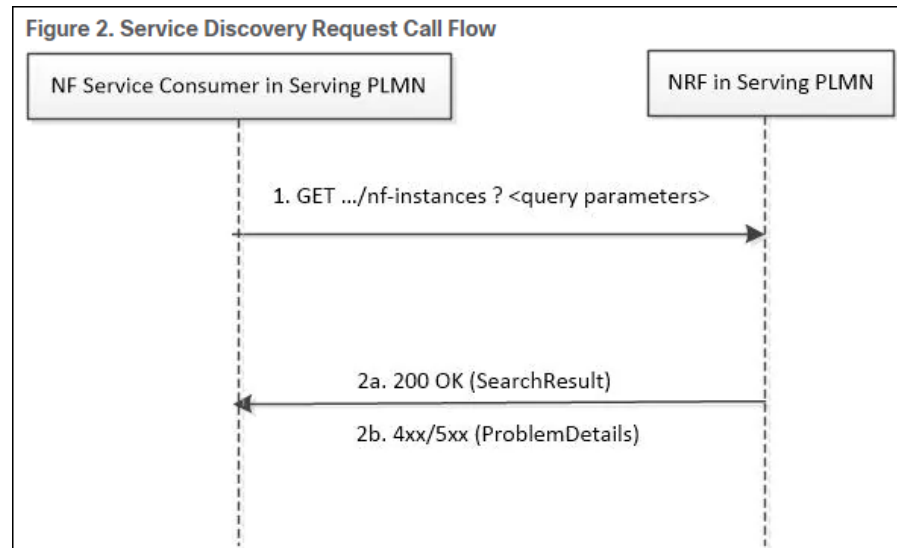 Figure 2. Service Discovery Request Call Flow
NF Service Consumer in Serving PLMN
NRF in Serving PLMN
1. GET .../nf-instances ? <query parameters>
2a. 200 OK (SearchResult)
2b. 4xx/5xx (ProblemDetails)